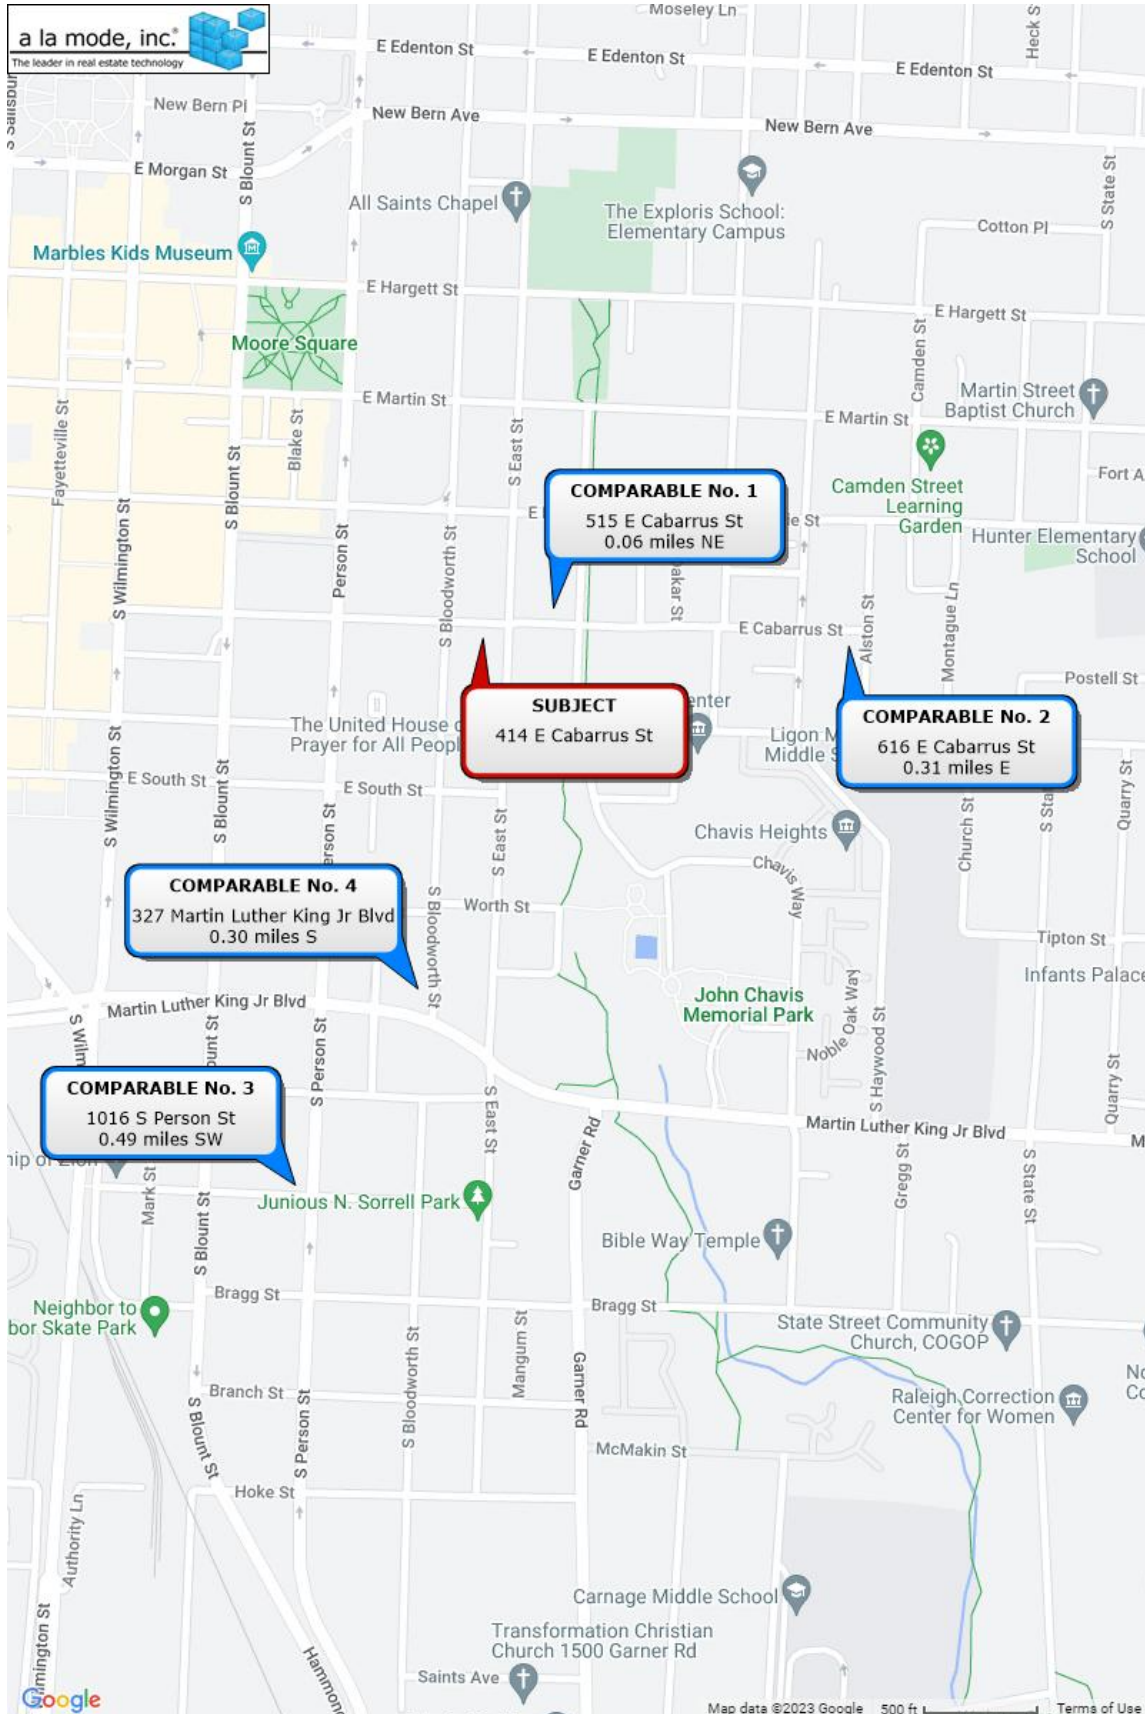 a la mode, inc.®
The leader in real estate technology
Moseley Ln
Heck S
E Edenton St
E Edenton St
E Edenton St
New Bern Pl
New Bern Ave
New Bern Ave
S Blount St
E Morgan St
All Saints Chapel
The Exploris School:
Elementary Campus
S State St
Cotton Pl
Marbles Kids Museum
E Hargett St
E Hargett St
Moore Square
Camden St
E Martin St
E Martin St
Martin Street
Baptist Church
Fayetteville St
Blake St
S East St
S Blount St
Camden Street
Learning
Garden
Fort A
COMPARABLE No. 1
515 E Cabarrus St
0.06 miles NE
Hunter Elementary
School
S Wilmington St
Person St
S Bloodworth St
E Cabarrus St
Alston St
Montague Ln
Postell St
SUBJECT
414 E Cabarrus St
COMPARABLE No. 2
616 E Cabarrus St
0.31 miles E
The United House
Prayer for All Peopl
Ligon M
Middle S
E South St
E South St
S Wilmington St
S Blount St
S East St
Church St
Quarry St
Chavis Heights
Chavis Way
COMPARABLE No. 4
327 Martin Luther King Jr Blvd
0.30 miles S
S Bloodworth St
Worth St
Tipton St
Infants Palace
John Chavis
Memorial Park
Noble Oak Way
S Haywood St
Martin Luther King Jr Blvd
S Person St
COMPARABLE No. 3
1016 S Person St
0.49 miles SW
S East St
Garner Rd
Martin Luther King Jr Blvd
Quarry St
Mark St
S Blount St
Junious N. Sorrell Park
Gregg St
S State St
Bible Way Temple
Bragg St
Bragg St
Neighbor to
bor Skate Park
State Street Community
Church, COGOP
Mangum St
S Bloodworth St
Garner Rd
Branch St
S Blount St
S Person St
Raleigh Correction
Center for Women
McMakin St
Hoke St
Authority Ln
Carnage Middle School
Transformation Christian
Church 1500 Garner Rd
Saints Ave
Google
Map data ©2023 Google
500 ft
Terms of Use